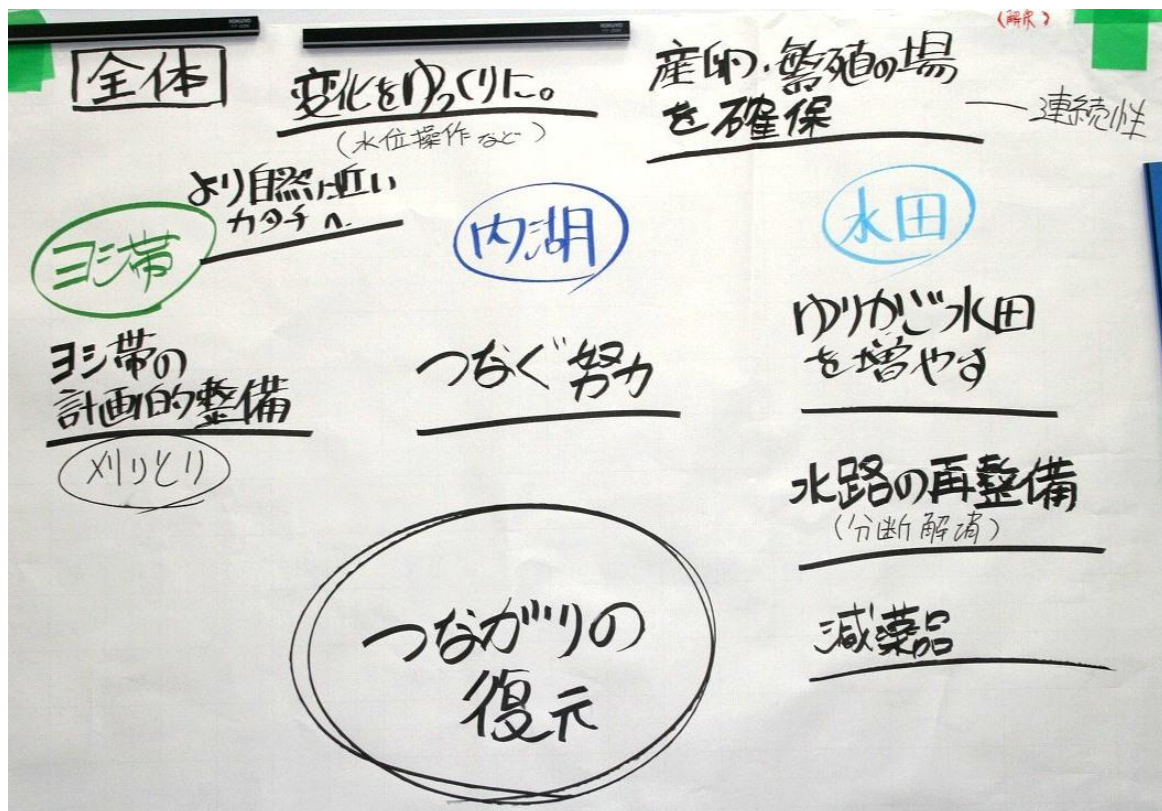 (解決)
全体
変化をゆっくりに。
(水位操作など)
産卵・繁殖の場
を確保
連続性
ヨシ帯
より自然に近い
カタチへ
ヨシ帯の
計画的整備
刈りとり
内湖
つなぐ努力
水田
ゆりかご水田
を増やす
水路の再整備
(分断解消)
減薬品
つながりの
復元